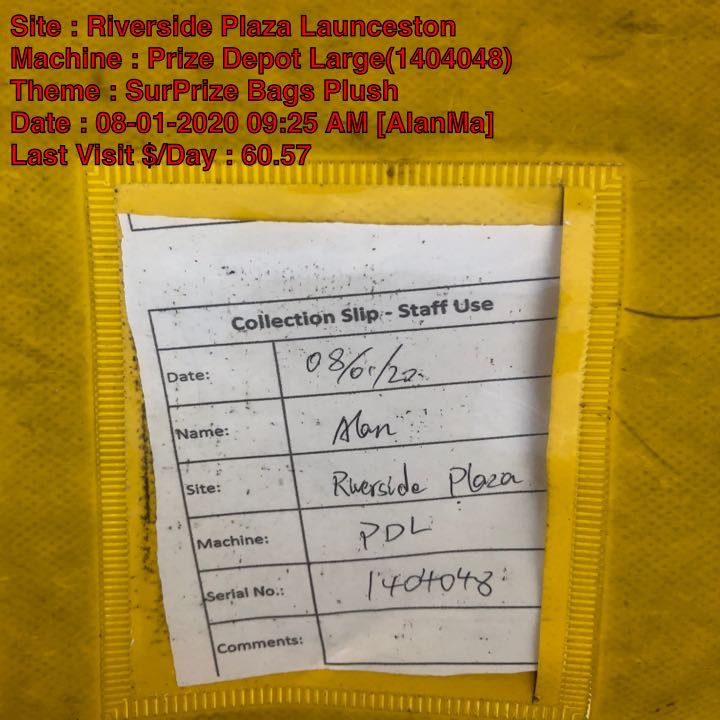 Site : Riverside Plaza Launceston
Machine : Prize Depot Large(1404048)
Theme : SurPrize Bags Plush
Date : 08-01-2020 09:25 AM [AlanMa]
Last Visit $/Day : 60.57
Collection Slip - Staff Use
Date: 08/01/20
Name: Alan
Site: Riverside Plaza
Machine: PDL
Serial No.: 1404048
Comments: